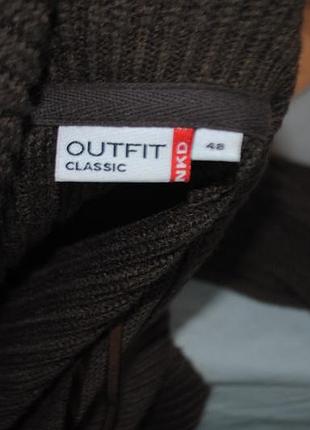 OUTFIT
CLASSIC
NKD
48